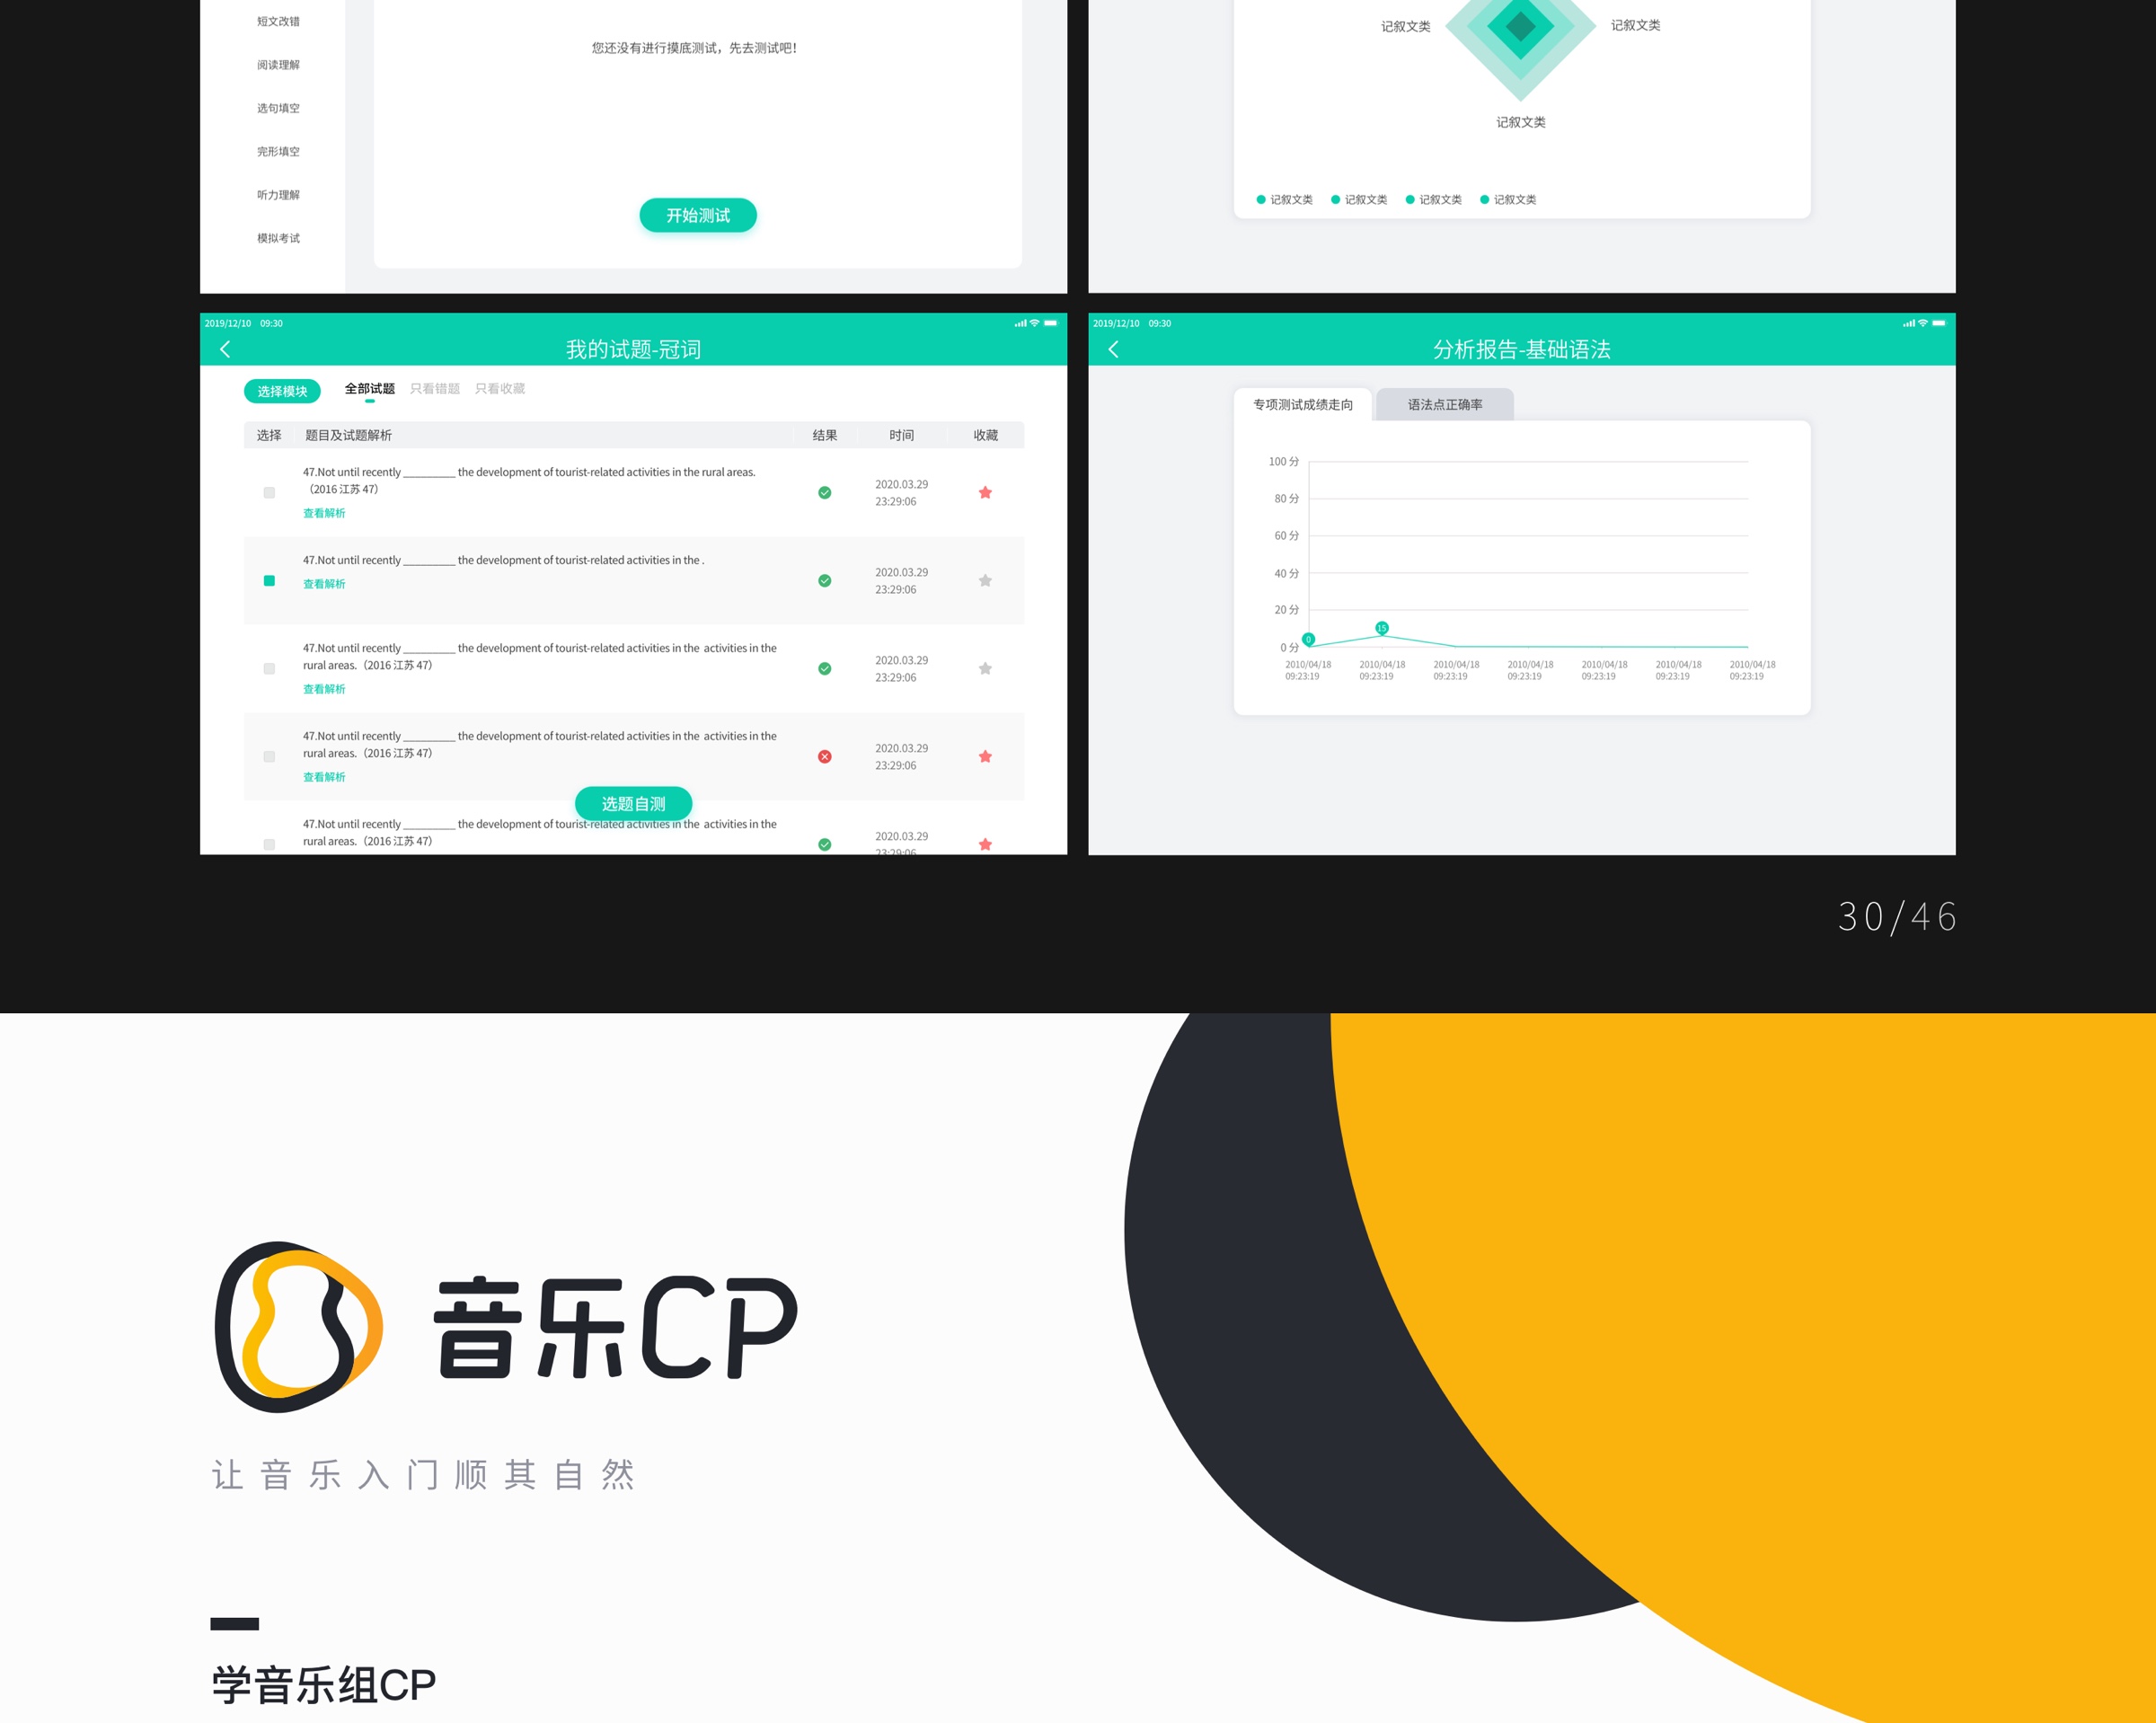 短文改错
阅读理解
选句填空
完形填空
听力理解
模拟考试
您还没有进行摸底测试，先去测试吧！
开始测试
记叙文类
记叙文类
记叙文类
记叙文类 记叙文类 记叙文类 记叙文类
2019/12/10 09:30
我的试题-冠词
选择模块 全部试题 只看错题 只看收藏
选择 题目及试题解析 结果 时间 收藏
47.Not until recently _________ the development of tourist-related activities in the rural areas.
（2016 江苏 47）
查看解析
2020.03.29
23:29:06
47.Not until recently _________ the development of tourist-related activities in the .
查看解析
2020.03.29
23:29:06
47.Not until recently _________ the development of tourist-related activities in the activities in the
rural areas.（2016 江苏 47）
查看解析
2020.03.29
23:29:06
47.Not until recently _________ the development of tourist-related activities in the activities in the
rural areas.（2016 江苏 47）
查看解析
2020.03.29
23:29:06
选题自测
47.Not until recently _________ the development of tourist-related activities in the activities in the
rural areas.（2016 江苏 47）
2020.03.29
23:29:06
2019/12/10 09:30
分析报告-基础语法
专项测试成绩走向 语法点正确率
100 分
80 分
60 分
40 分
20 分
0 分
0
15
2010/04/18 2010/04/18 2010/04/18 2010/04/18 2010/04/18 2010/04/18 2010/04/18
09:23:19 09:23:19 09:23:19 09:23:19 09:23:19 09:23:19 09:23:19
30/46
音乐CP
让音乐入门顺其自然
学音乐组CP